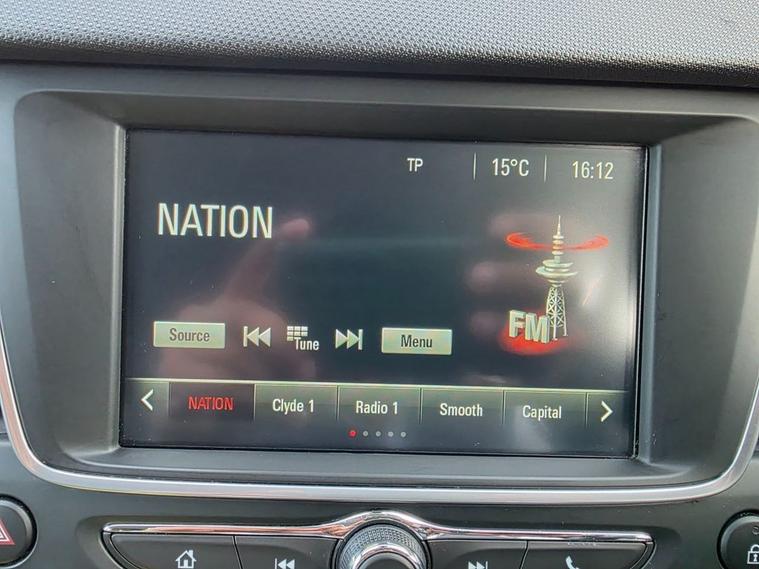 TP 15°C 16:12
NATION
FM
Source Tune Menu
NATION Clyde 1 Radio 1 Smooth Capital